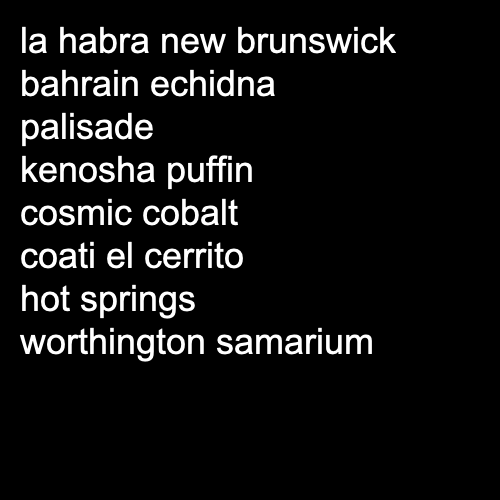 la habra new brunswick
bahrain echidna
palisade
kenosha puffin
cosmic cobalt
coati el cerrito
hot springs
worthington samarium